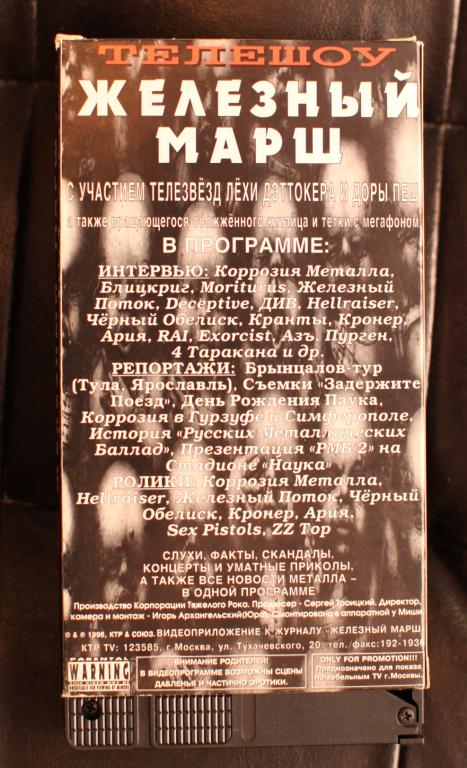 ТЕЛЕШОУ
ЖЕЛЕЗНЫЙ
МАРШ
С УЧАСТИЕМ ТЕЛЕЗВЁЗД ЛЁХИ ДЭТТОКЕРА И ДОРЫ ПЕШ
а также вращающегося обожжённого китайца и тётки с мегафоном
В ПРОГРАММЕ:
ИНТЕРВЬЮ: Коррозия Металла,
Блицкриг, Moriturus. Железный
Поток, Deceptive, ДИВ. Hellraiser,
Чёрный Обелиск, Кранты, Кронер,
Ария, RAI, Exorcist, Азъ. Пурген,
4 Таракана и др.
РЕПОРТАЖИ: Брынцалов-тур
(Тула, Ярославль), Съемки «Задержите
Поезд», День Рождения Паука,
Коррозия в Гурзуфе и Симферополе,
История «Русских Металлических
Баллад», Презентация «РМБ-2» на
Стадионе «Наука»
РОЛИКИ: Коррозия Металла,
Hellraiser, Железный Поток, Чёрный
Обелиск, Кронер, Ария,
Sex Pistols, ZZ Top
СЛУХИ, ФАКТЫ, СКАНДАЛЫ,
КОНЦЕРТЫ И УМАТНЫЕ ПРИКОЛЫ,
А ТАКЖЕ ВСЕ НОВОСТИ МЕТАЛЛА –
В ОДНОЙ ПРОГРАММЕ
Производство Корпорации Тяжелого Рока. Продюсер - Сергей Троицкий. Директор,
камера и монтаж - Игорь Архангельский(Юра). Смонтировано в аппаратной у Миши
1996, КТР & СОЮЗ. ВИДЕОПРИЛОЖЕНИЕ К ЖУРНАЛУ «ЖЕЛЕЗНЫЙ МАРШ
KTP TV: 123585, г Москва, ул. Тухачевского, 20. тел./факс:192-1936
PARENTAL
WARNING
ВНИМАНИЕ РОДИТЕЛЕЙ!
В ВИДЕОПРОГРАММЕ ВОЗМОЖНЫ СЦЕНЫ
ДАВЛЕНЬЯ И ЧАСТИЧНО ЭРОТИКИ.
ONLY FOR PROMOTION!!!
Предназначено для показа
по кабельным TV г.Москвы.